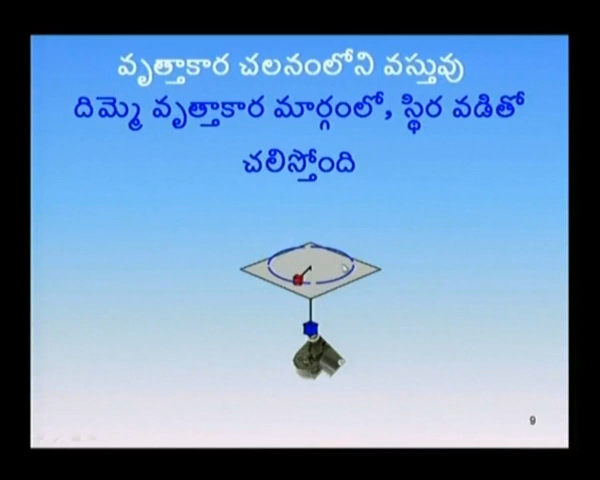 వృత్తాకార చలనంలోని వస్తువు
దిమ్మె వృత్తాకార మార్గంలో, స్థిర వడితో
చలిస్తోంది
9